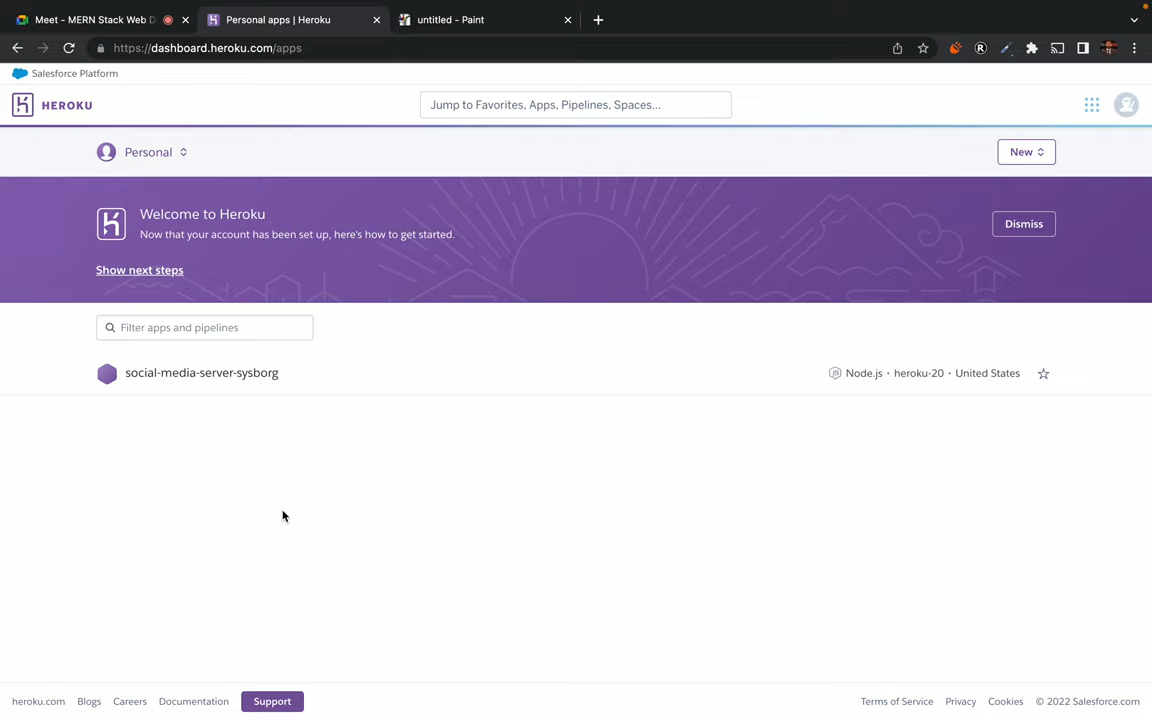 Meet - MERN Stack Web D
Personal apps | Heroku
untitled - Paint
https://dashboard.heroku.com/apps
Salesforce Platform
HEROKU
Jump to Favorites, Apps, Pipelines, Spaces...
Personal
New
Welcome to Heroku
Now that your account has been set up, here's how to get started.
Dismiss
Show next steps
Filter apps and pipelines
social-media-server-sysborg
Node.js • heroku-20 • United States
heroku.com Blogs Careers Documentation Support
Terms of Service Privacy Cookies © 2022 Salesforce.com